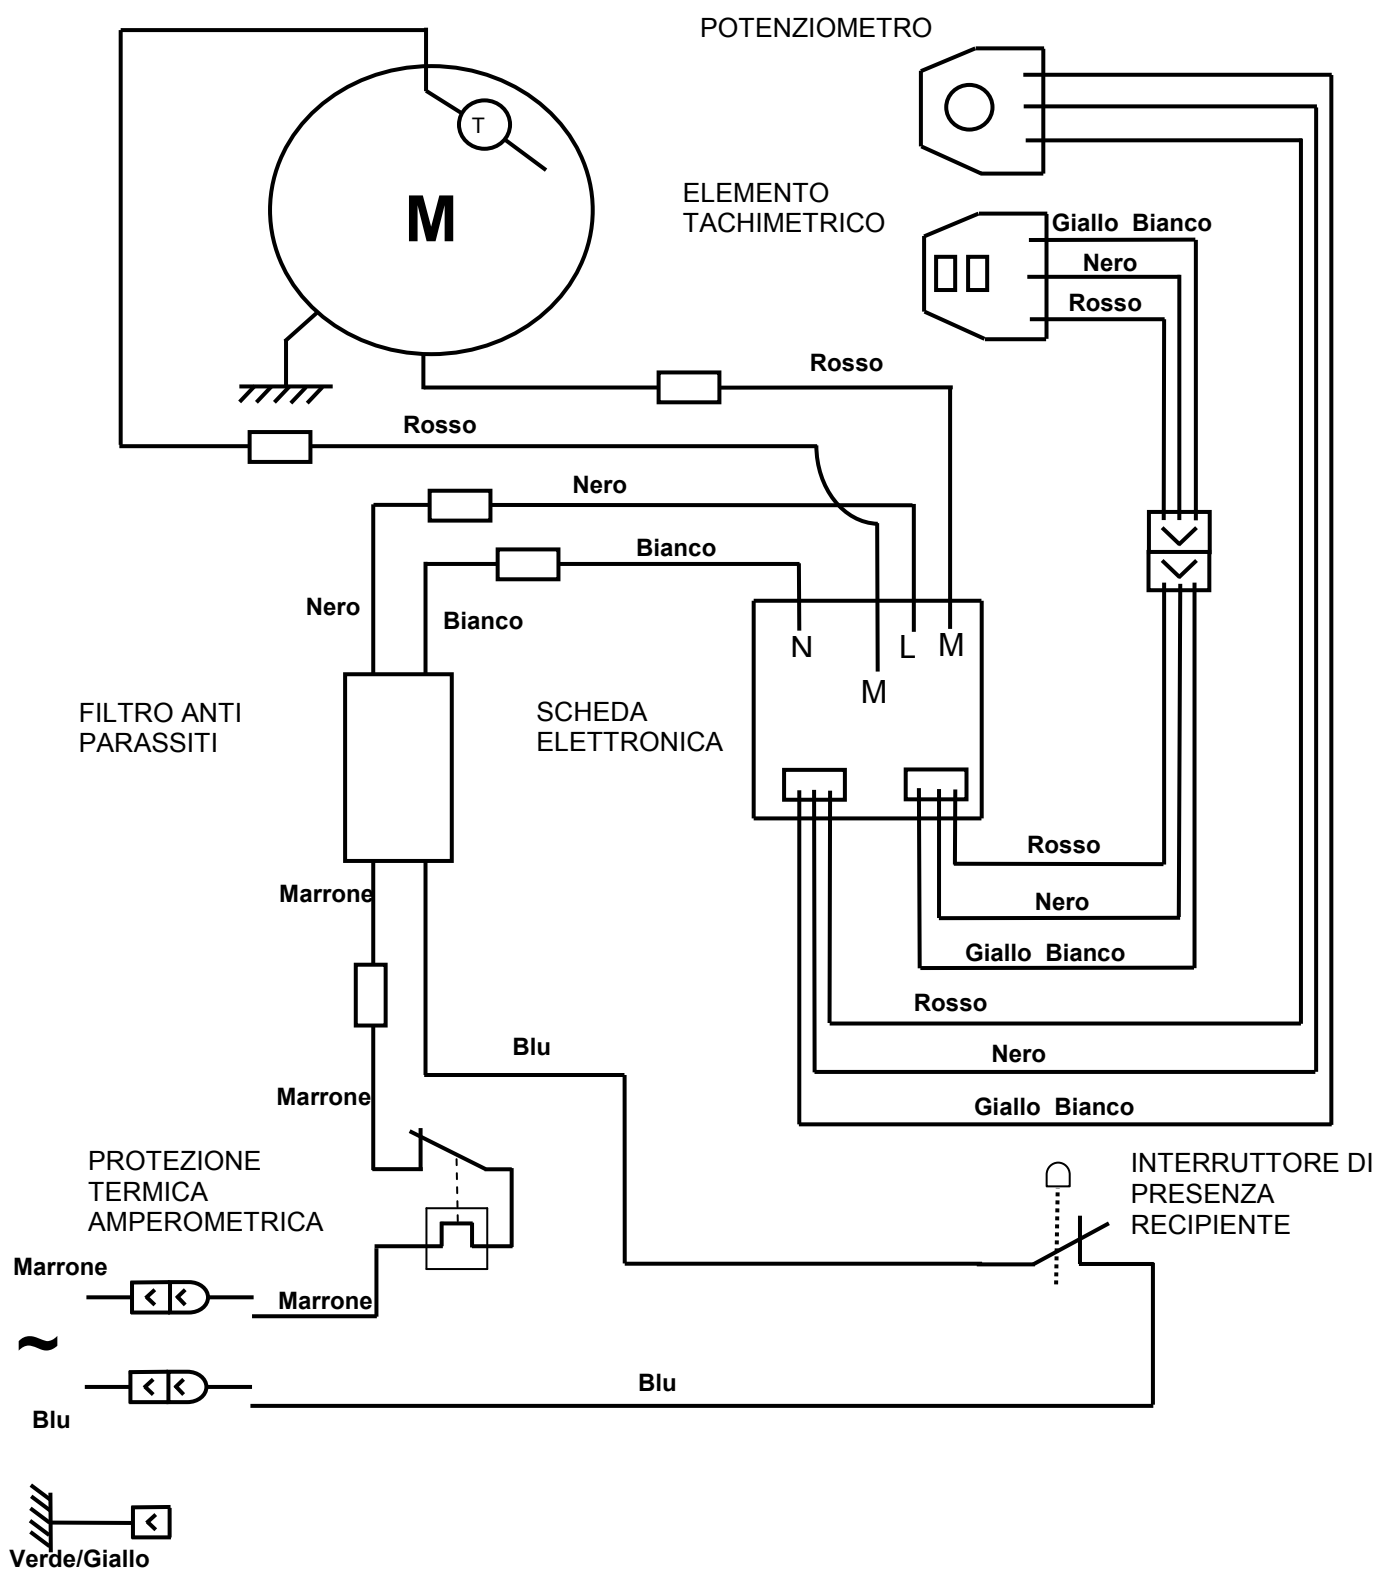 POTENZIOMETRO
T
M
ELEMENTO
TACHIMETRICO
Giallo Bianco
Nero
Rosso
Rosso
Rosso
Nero
Bianco
Nero
Bianco
N
L
M
M
FILTRO ANTI
PARASSITI
SCHEDA
ELETTRONICA
Rosso
Marrone
Nero
Giallo Bianco
Rosso
Blu
Nero
Marrone
Giallo Bianco
PROTEZIONE
TERMICA
AMPEROMETRICA
INTERRUTTORE DI
PRESENZA
RECIPIENTE
Marrone
Marrone
~
Blu
Blu
Verde/Giallo